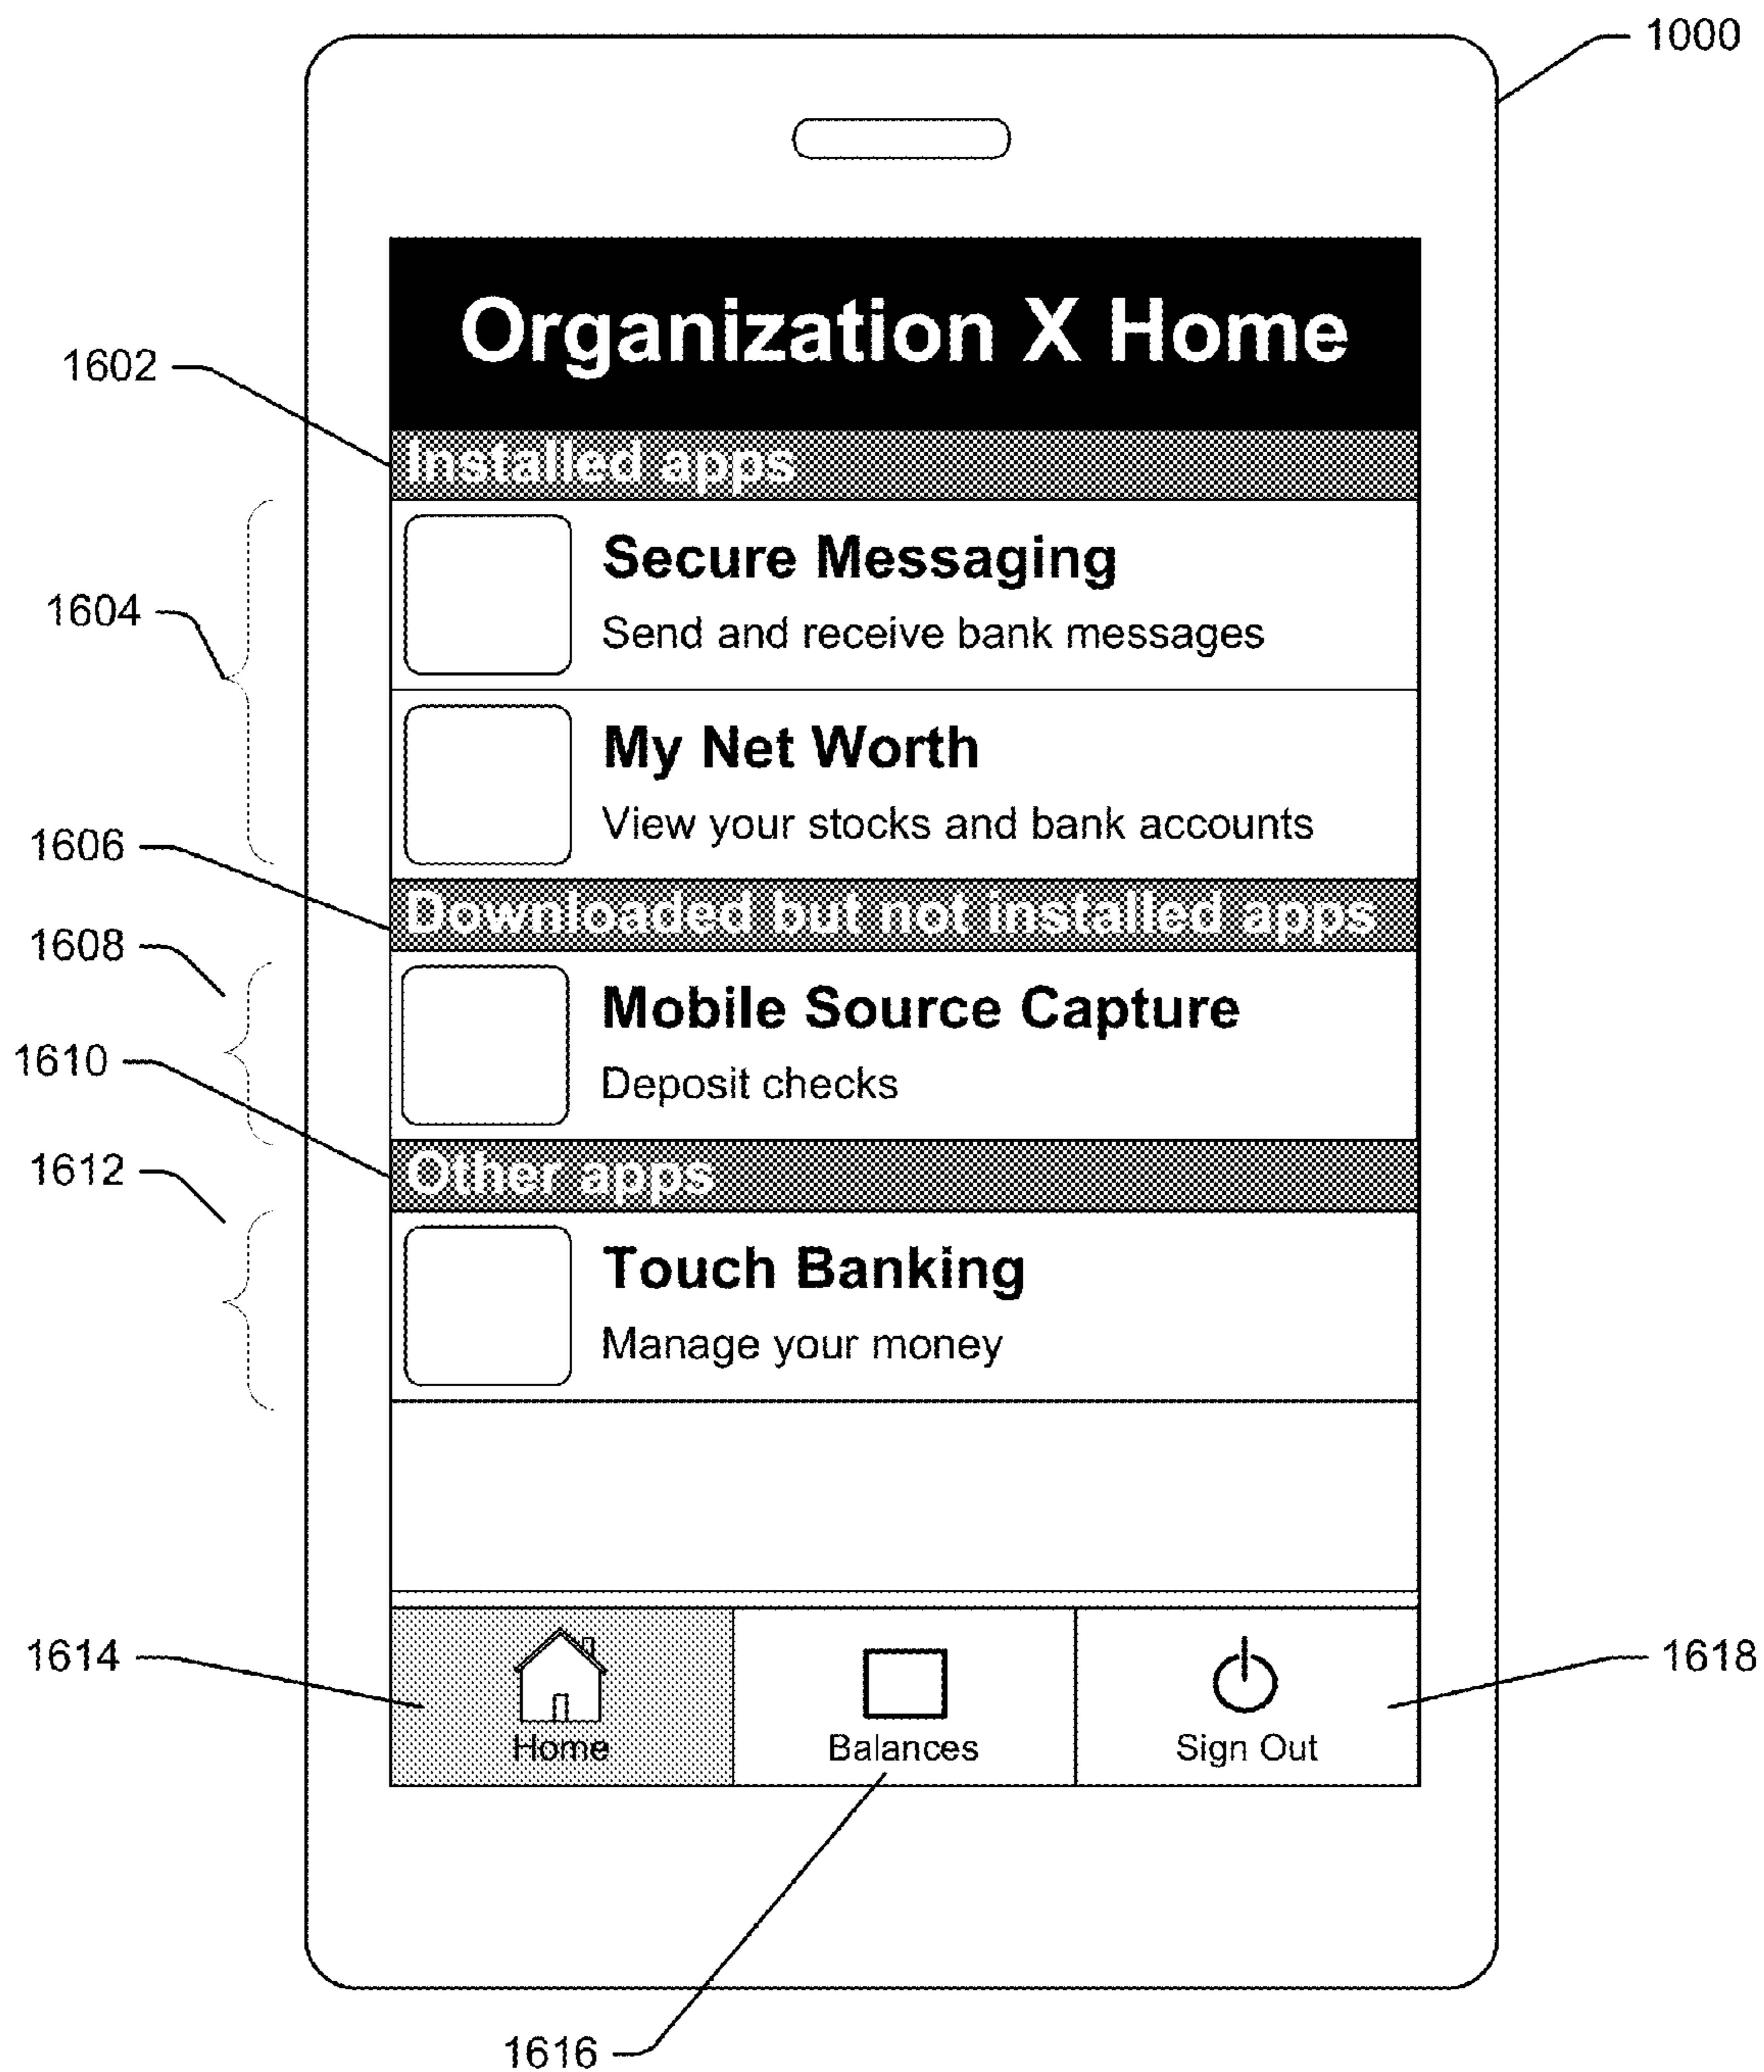 1000
Organization X Home
1602
Installed apps
Secure Messaging
1604
Send and receive bank messages
My Net Worth
View your stocks and bank accounts
1606
Downloaded but not installed apps
1608
Mobile Source Capture
1610
Deposit checks
1612
Other apps
Touch Banking
Manage your money
1614
1618
Home
Balances
Sign Out
1616